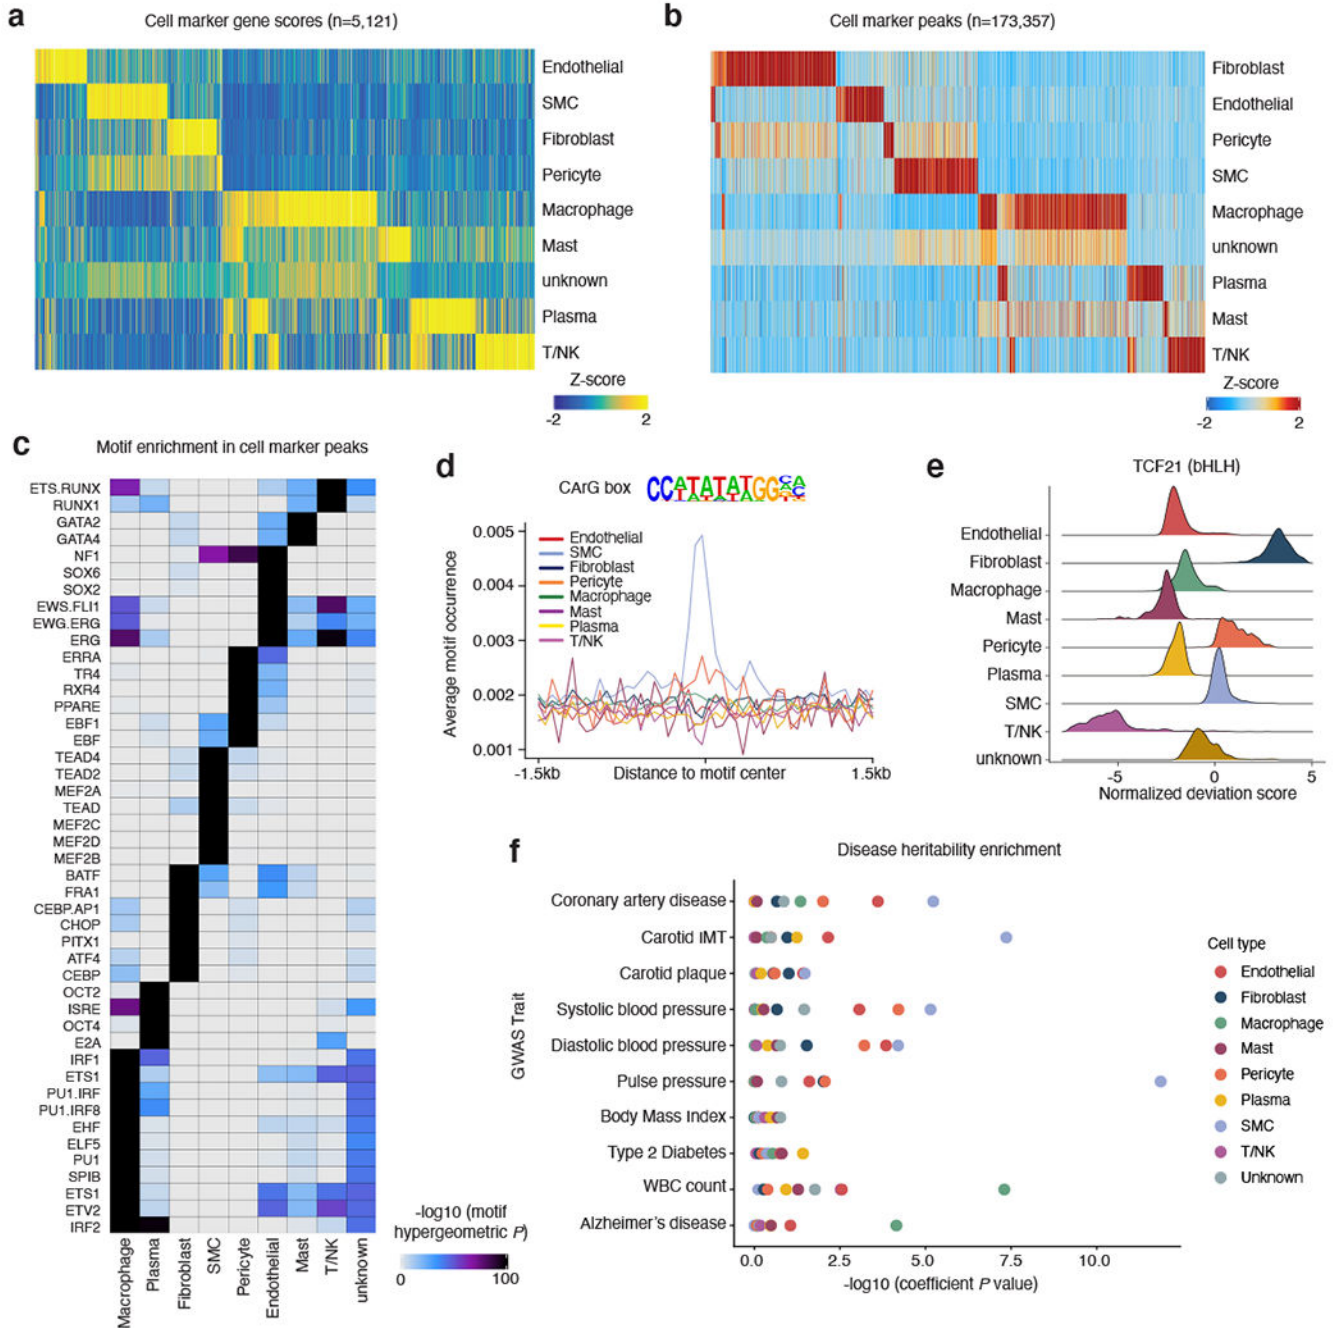 a
Cell marker gene scores (n=5,121)
Endothelial
SMC
Fibroblast
Pericyte
Macrophage
Mast
unknown
Plasma
T/NK
Z-score
-2 2
b
Cell marker peaks (n=173,357)
Fibroblast
Endothelial
Pericyte
SMC
Macrophage
unknown
Plasma
Mast
T/NK
Z-score
-2 2
c
Motif enrichment in cell marker peaks
ETS.RUNX
RUNX1
GATA2
GATA4
NF1
SOX6
SOX2
EWS.FLI1
EWG.ERG
ERG
ERRA
TR4
RXR4
PPARE
EBF1
EBF
TEAD4
TEAD2
MEF2A
TEAD
MEF2C
MEF2D
MEF2B
BATF
FRA1
CEBP.AP1
CHOP
PITX1
ATF4
CEBP
OCT2
ISRE
OCT4
E2A
IRF1
ETS1
PU1.IRF
PU1.IRF8
EHF
ELF5
PU1
SPIB
ETS1
ETV2
IRF2
Macrophage
Plasma
Fibroblast
SMC
Pericyte
Endothelial
Mast
T/NK
unknown
-log10 (motif
hypergeometric P)
0 100
d
CArG box
CCATATATGG
Average motif occurrence
0.005
0.004
0.003
0.002
0.001
Endothelial
SMC
Fibroblast
Pericyte
Macrophage
Mast
Plasma
T/NK
-1.5kb Distance to motif center 1.5kb
e
TCF21 (bHLH)
Endothelial
Fibroblast
Macrophage
Mast
Pericyte
Plasma
SMC
T/NK
unknown
-5 0 5
Normalized deviation score
f
Disease heritability enrichment
GWAS Trait
Coronary artery disease
Carotid IMT
Carotid plaque
Systolic blood pressure
Diastolic blood pressure
Pulse pressure
Body Mass Index
Type 2 Diabetes
WBC count
Alzheimer's disease
0.0 2.5 5.0 7.5 10.0
-log10 (coefficient P value)
Cell type
Endothelial
Fibroblast
Macrophage
Mast
Pericyte
Plasma
SMC
T/NK
Unknown